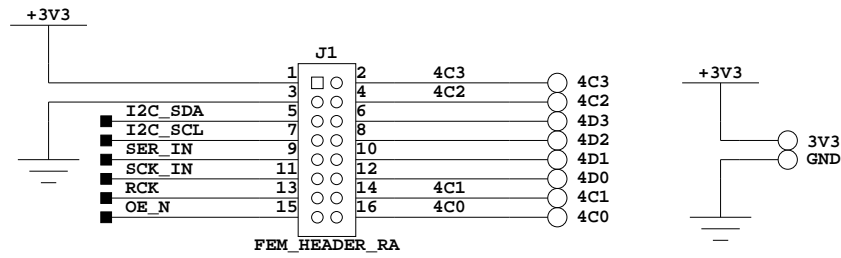 +3V3
J1
1 2 4C3 4C3
+3V3
3 4 4C2 4C2
I2C_SDA 5 6 4D3
I2C_SCL 7 8 4D2
3V3
SER_IN 9 10 4D1
GND
SCK_IN 11 12 4D0
RCK 13 14 4C1 4C1
OE_N 15 16 4C0 4C0
FEM_HEADER_RA